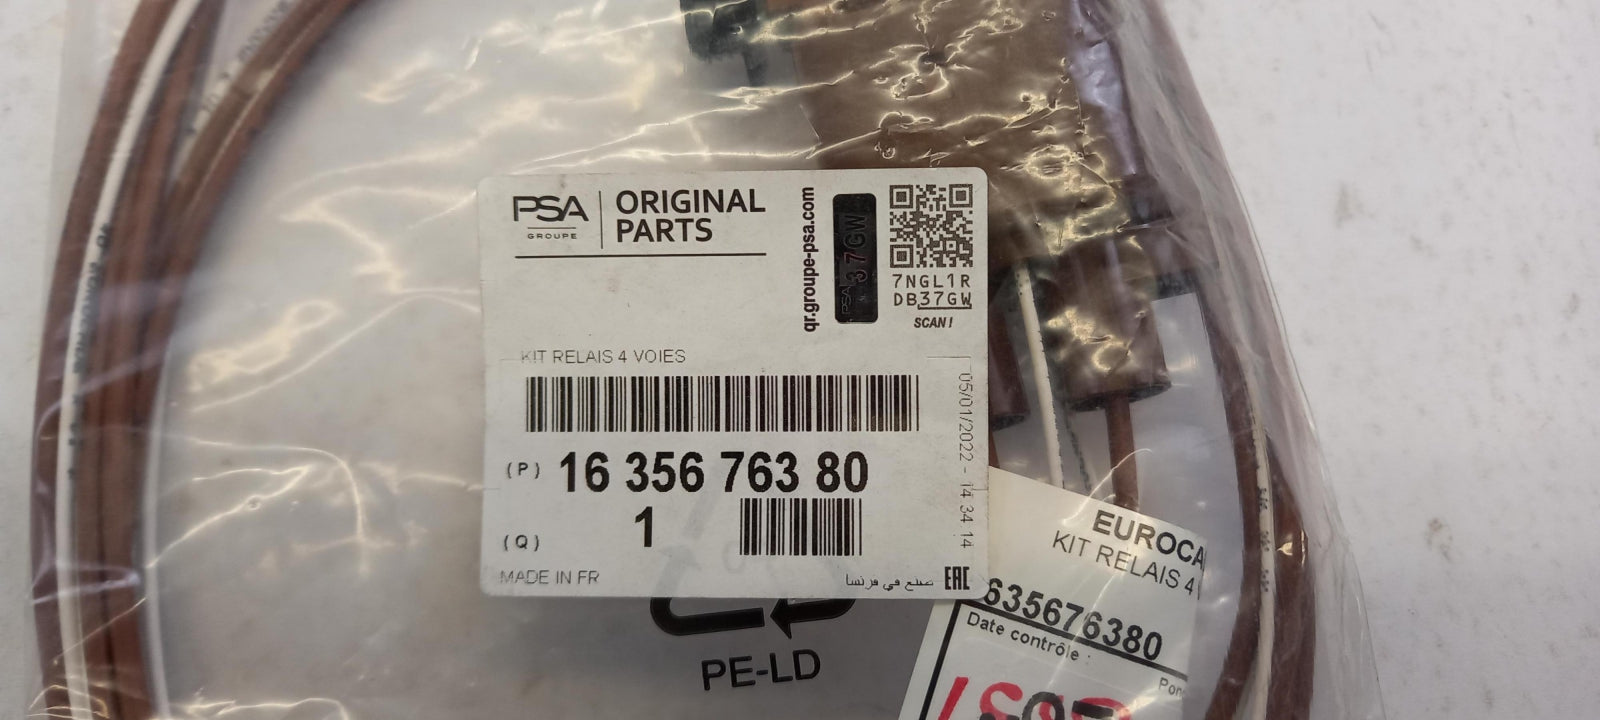 PSA
GROUPE
ORIGINAL
PARTS
qr.groupe-psa.com
PSA
37GW
7NGL1R
DB37GW
SCAN!
KIT RELAIS 4 VOIES
05/01/2022 - 14 34 14
(P) 16 356 763 80
(Q) 1
MADE IN FR
صنع في فرنسا
EAC
PE-LD
EUROCA
KIT RELAIS 4
635676380
Date contrôle :